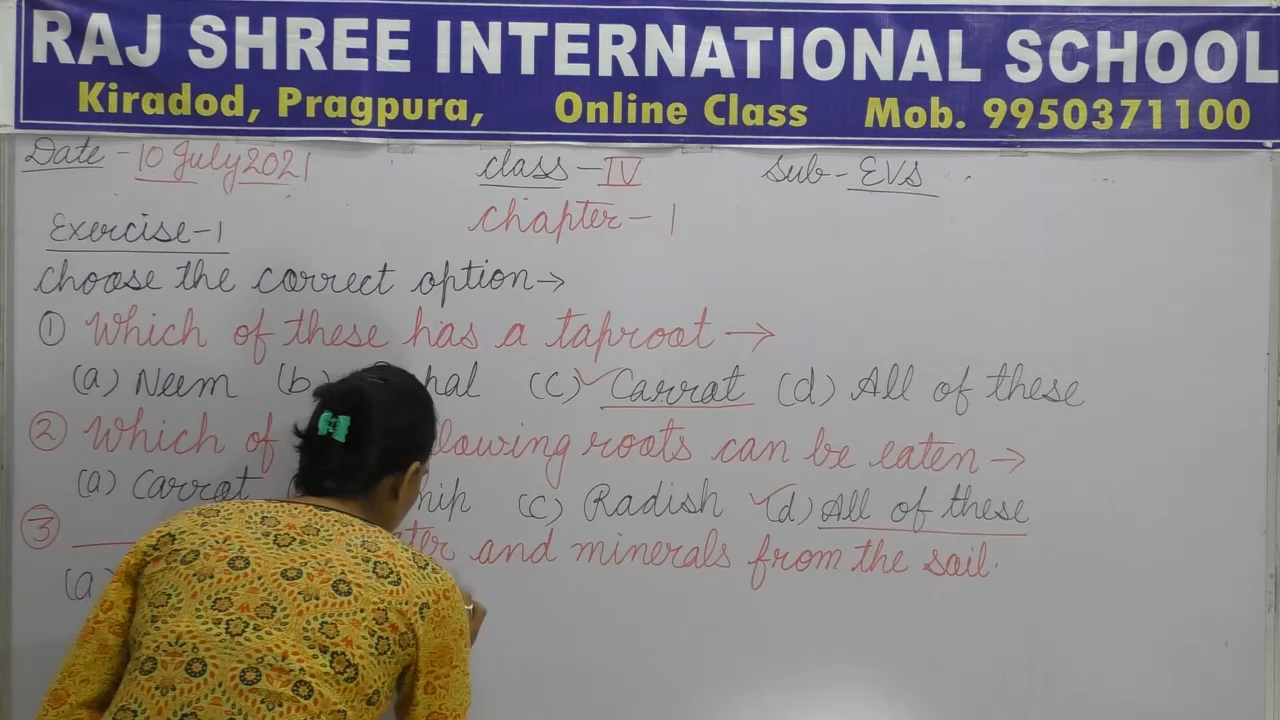 RAJ SHREE INTERNATIONAL SCHOOL
Kiradod, Pragpura, Online Class Mob. 9950371100
Date - 10 July 2021 class - IV Sub - EVS
chapter - 1
Exercise-1
choose the correct option→
① Which of these has a taproot →
(a) Neem (b) (c) ✓ Carrat (d) All of these
② Which of roots can be eaten →
(a) Carrat (c) Radish ✓ (d) All of these
③ and minerals from the soil.
(a)